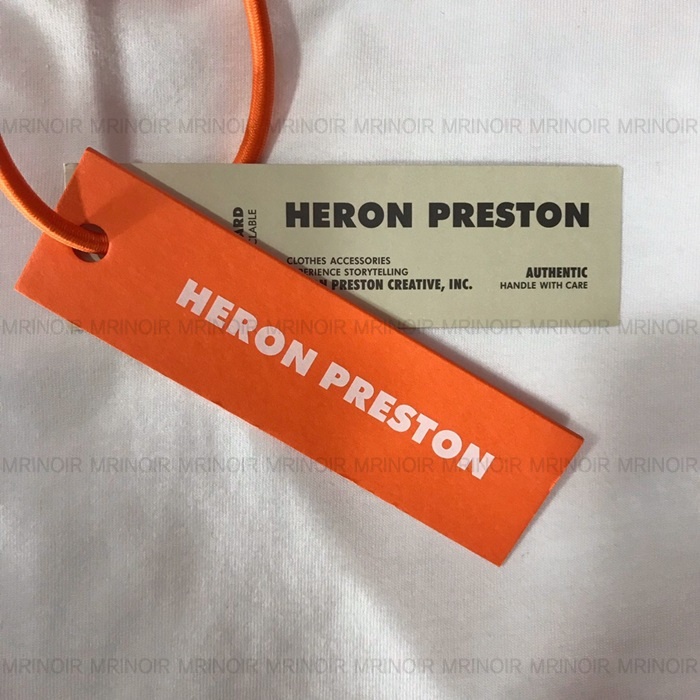 MRINOIR MRINOIR MRINOIR MRINOIR MRINOIR MRINOIR MRINOIR
HERON PRESTON
CLOTHES ACCESSORIES
STORYTELLING
PRESTON CREATIVE, INC.
AUTHENTIC
HANDLE WITH CARE
HERON PRESTON
MRINOIR MRINOIR MRINOIR MRINOIR MRINOIR MRINOIR MRINOIR
MRINOIR MRINOIR MRINOIR MRINOIR MRINOIR MRINOIR MRINOIR
MRINOIR MRINOIR MRINOIR MRINOIR MRINOIR MRINOIR MRINOIR